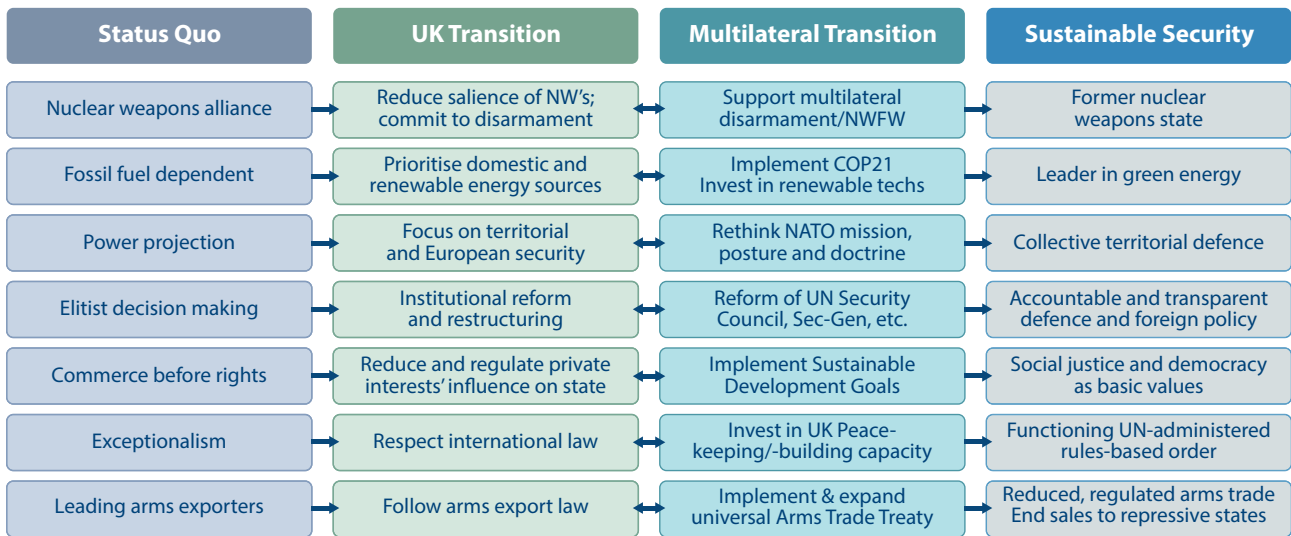 Status Quo
UK Transition
Multilateral Transition
Sustainable Security
Nuclear weapons alliance
Reduce salience of NW's;
commit to disarmament
Support multilateral
disarmament/NWFW
Former nuclear
weapons state
Fossil fuel dependent
Prioritise domestic and
renewable energy sources
Implement COP21
Invest in renewable techs
Leader in green energy
Power projection
Focus on territorial
and European security
Rethink NATO mission,
posture and doctrine
Collective territorial defence
Elitist decision making
Institutional reform
and restructuring
Reform of UN Security
Council, Sec-Gen, etc.
Accountable and transparent
defence and foreign policy
Commerce before rights
Reduce and regulate private
interests' influence on state
Implement Sustainable
Development Goals
Social justice and democracy
as basic values
Exceptionalism
Respect international law
Invest in UK Peace-
keeping/-building capacity
Functioning UN-administered
rules-based order
Leading arms exporters
Follow arms export law
Implement & expand
universal Arms Trade Treaty
Reduced, regulated arms trade
End sales to repressive states